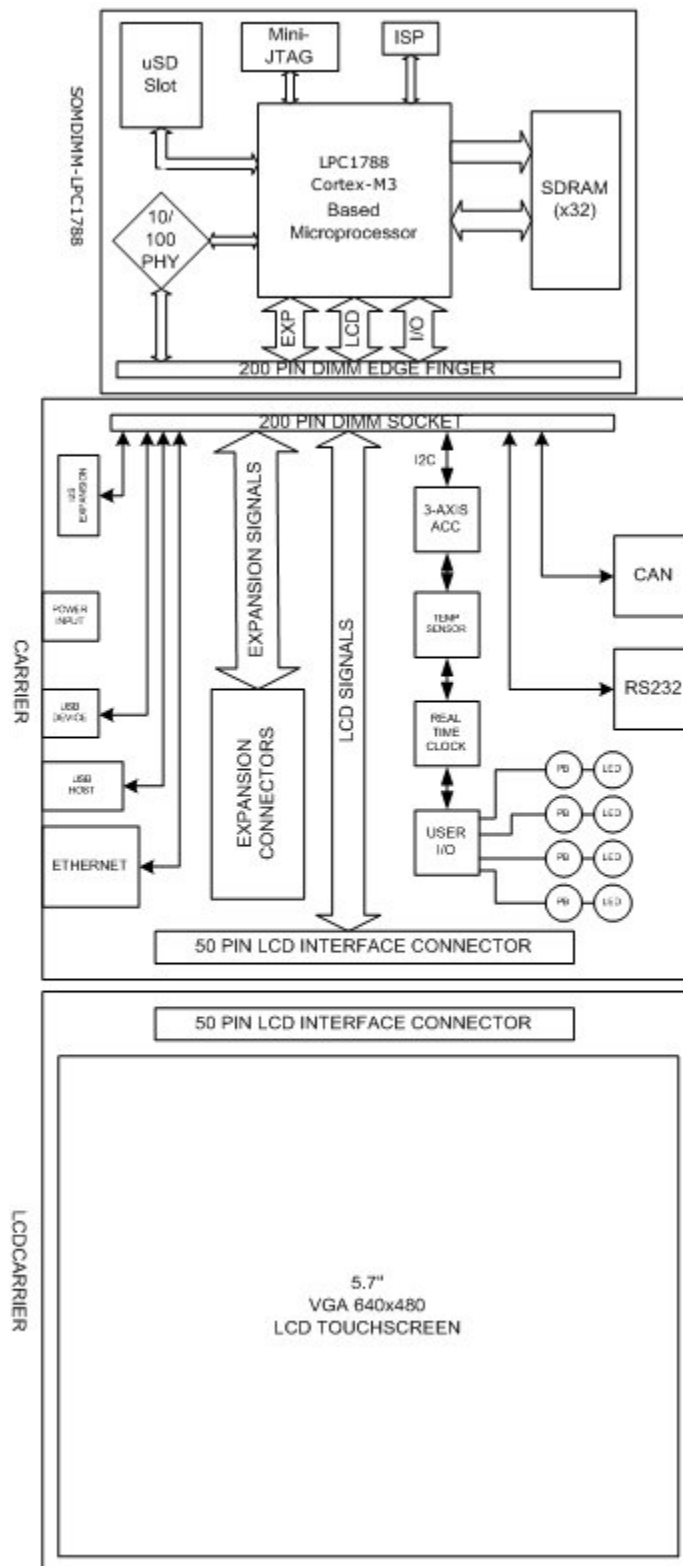 SOMDIMM-LPC1788
uSD
Slot
Mini-
JTAG
ISP
LPC1788
Cortex-M3
Based
Microprocessor
SDRAM
(x32)
10/
100
PHY
EXP
LCD
I/O
200 PIN DIMM EDGE FINGER
CARRIER
200 PIN DIMM SOCKET
EXPANSION
POWER
INPUT
USB
DEVICE
USB
HOST
ETHERNET
EXPANSION SIGNALS
EXPANSION
CONNECTORS
LCD SIGNALS
I2C
3-AXIS
ACC
TEMP
SENSOR
REAL
TIME
CLOCK
USER
I/O
CAN
RS232
PB
LED
PB
LED
PB
LED
PB
LED
50 PIN LCD INTERFACE CONNECTOR
LCDCARRIER
50 PIN LCD INTERFACE CONNECTOR
5.7"
VGA 640x480
LCD TOUCHSCREEN